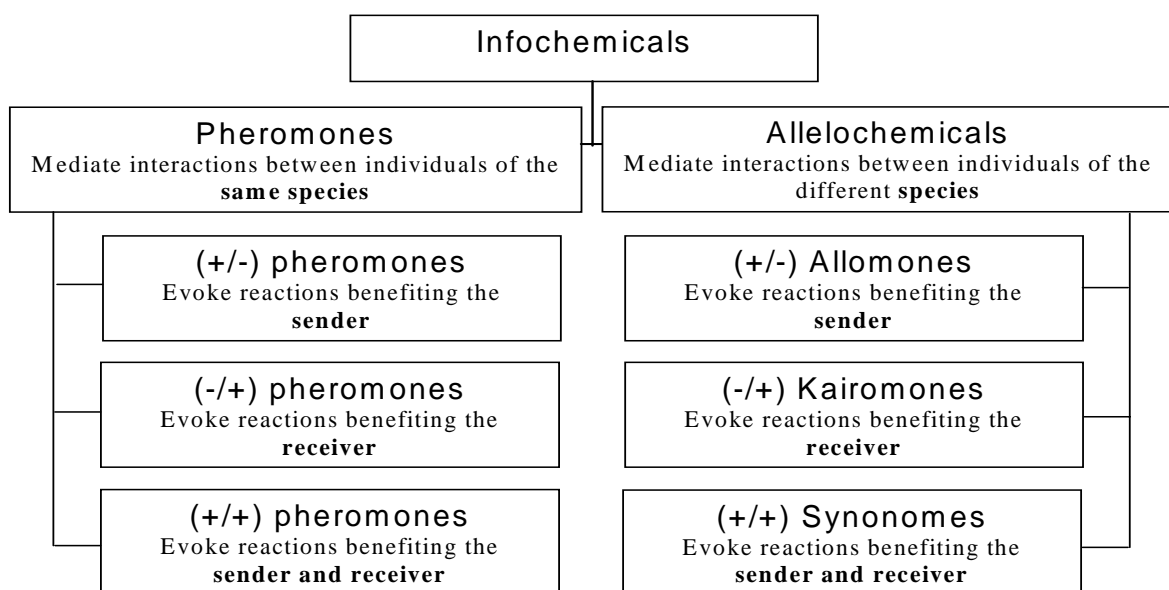 Infochemicals
Pheromones
Mediate interactions between individuals of the
same species
Allelochemicals
Mediate interactions between individuals of the
different species
(+/-) pheromones
Evoke reactions benefiting the
sender
(-/+) pheromones
Evoke reactions benefiting the
receiver
(+/+) pheromones
Evoke reactions benefiting the
sender and receiver
(+/-) Allomones
Evoke reactions benefiting the
sender
(-/+) Kairomones
Evoke reactions benefiting the
receiver
(+/+) Synonomes
Evoke reactions benefiting the
sender and receiver